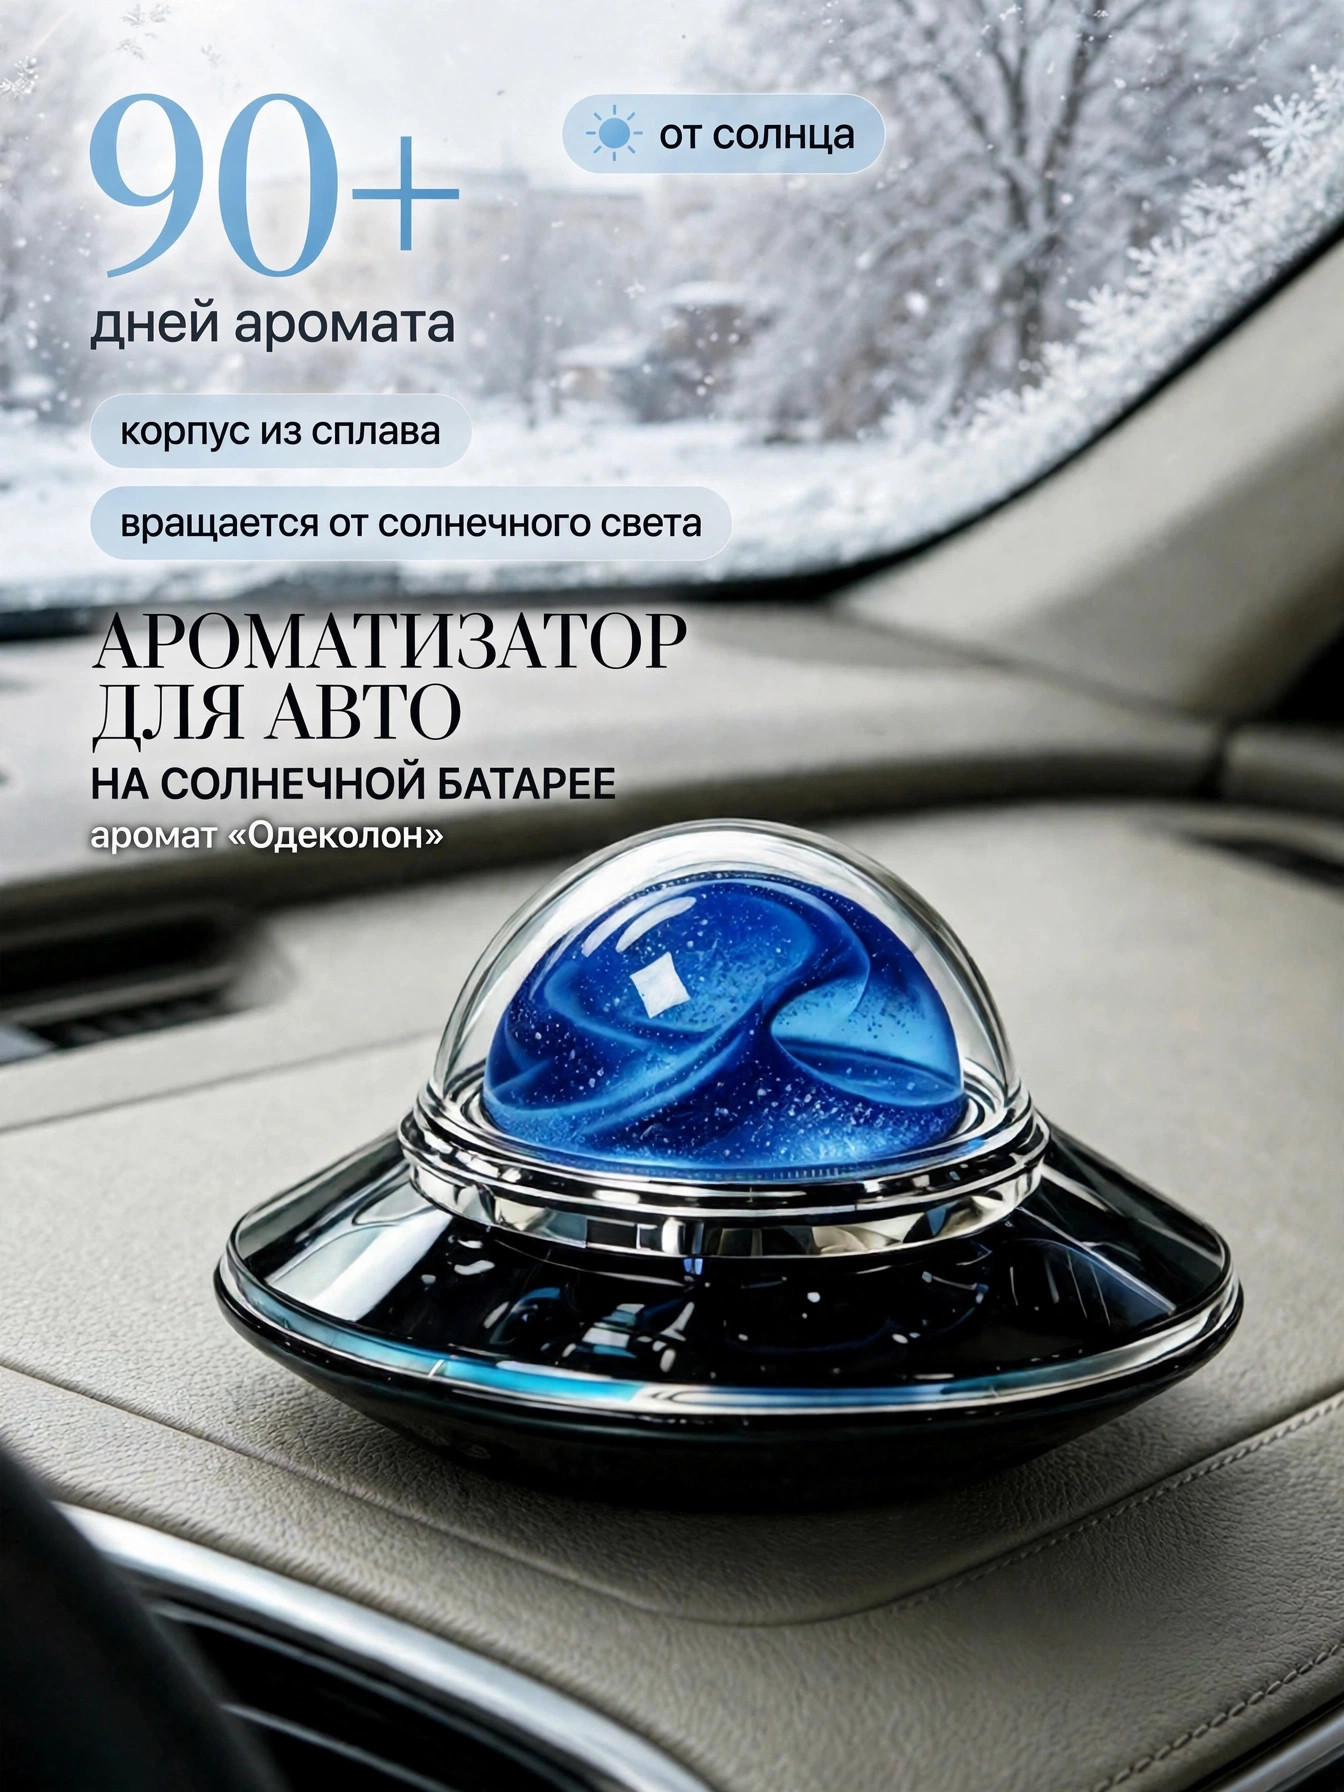 90+
от солнца
дней аромата
корпус из сплава
вращается от солнечного света
АРОМАТИЗАТОР
ДЛЯ АВТО
НА СОЛНЕЧНОЙ БАТАРЕЕ
аромат «Одеколон»